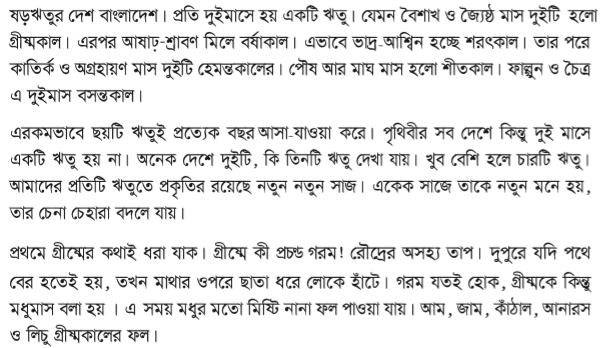 ষড়ঋতুর দেশ বাংলাদেশ। প্রতি দুইমাসে হয় একটি ঋতু। যেমন বৈশাখ ও জ্যৈষ্ঠ মাস দুইটি হলো
গ্রীষ্মকাল। এরপর আষাঢ়-শ্রাবণ মিলে বর্ষাকাল। এভাবে ভাদ্র-আশ্বিন হচ্ছে শরৎকাল। তার পরে
কার্তিক ও অগ্রহায়ণ মাস দুইটি হেমন্তকালের। পৌষ আর মাঘ মাস হলো শীতকাল। ফাল্গুন ও চৈত্র
এ দুইমাস বসন্তকাল।
এরকমভাবে ছয়টি ঋতুই প্রত্যেক বছর আসা-যাওয়া করে। পৃথিবীর সব দেশে কিন্তু দুই মাসে
একটি ঋতু হয় না। অনেক দেশে দুইটি, কি তিনটি ঋতু দেখা যায়। খুব বেশি হলে চারটি ঋতু।
আমাদের প্রতিটি ঋতুতে প্রকৃতির রয়েছে নতুন নতুন সাজ। একেক সাজে তাকে নতুন মনে হয়,
তার চেনা চেহারা বদলে যায়।
প্রথমে গ্রীষ্মের কথাই ধরা যাক। গ্রীষ্মে কী প্রচন্ড গরম! রৌদ্রের অসহ্য তাপ। দুপুরে যদি পথে
বের হতেই হয়, তখন মাথার ওপরে ছাতা ধরে লোকে হাঁটে। গরম যতই হোক, গ্রীষ্মকে কিন্তু
মধুমাস বলা হয় । এ সময় মধুর মতো মিষ্টি নানা ফল পাওয়া যায়। আম, জাম, কাঁঠাল, আনারস
ও লিচু গ্রীষ্মকালের ফল।